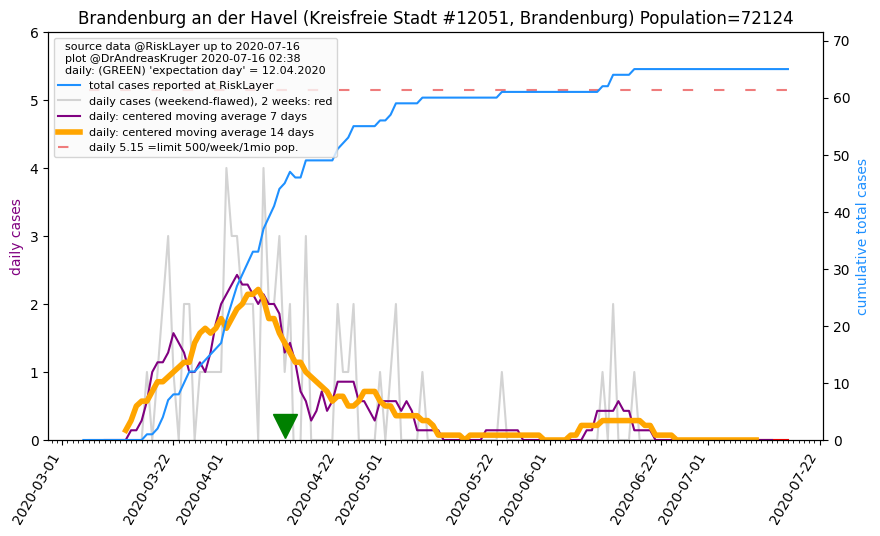 Brandenburg an der Havel (Kreisfreie Stadt #12051, Brandenburg) Population=72124
source data @RiskLayer up to 2020-07-16
plot @DrAndreasKruger 2020-07-16 02:38
daily: (GREEN) 'expectation day' = 12.04.2020
total cases reported at RiskLayer
daily cases (weekend-flawed), 2 weeks: red
daily: centered moving average 7 days
daily: centered moving average 14 days
daily 5.15 =limit 500/week/1mio pop.
daily cases
6
5
4
3
2
1
0
cumulative total cases
70
60
50
40
30
20
10
0
2020-03-01
2020-03-22
2020-04-01
2020-04-22
2020-05-01
2020-05-22
2020-06-01
2020-06-22
2020-07-01
2020-07-22